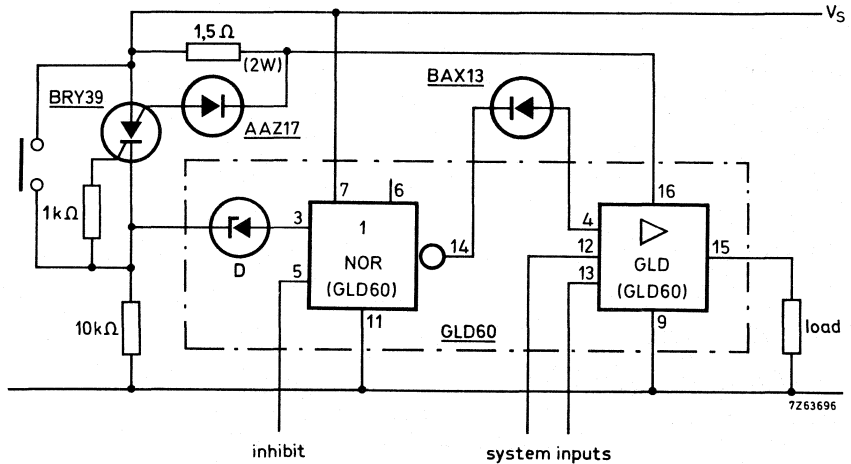 Vs
1,5 Ω
(2W)
BAX13
BRY39
AAZ17
7
6
16
1kΩ
3
1
14
4
15
NOR
12
GLD
D
5
(GLD60)
13
(GLD60)
10kΩ
11
GLD60
9
load
7Z63696
inhibit
system inputs